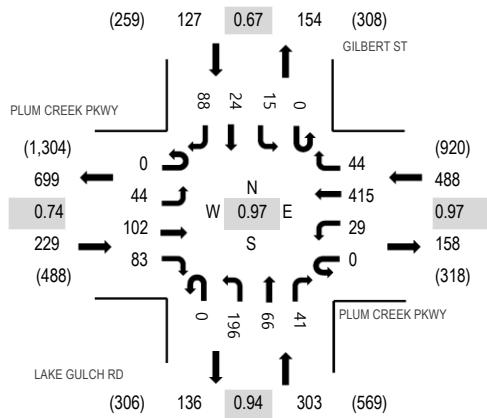 (259) 127 0.67 154 (308)
GILBERT ST
PLUM CREEK PKWY
88 24 15 0
(1,304) (920)
699 0 44 488
44 N 415
0.74 W 0.97 E 0.97
102 S 29
229 83 0 158
(488) (318)
0 196 66 41
PLUM CREEK PKWY
LAKE GULCH RD
(306) 136 0.94 303 (569)